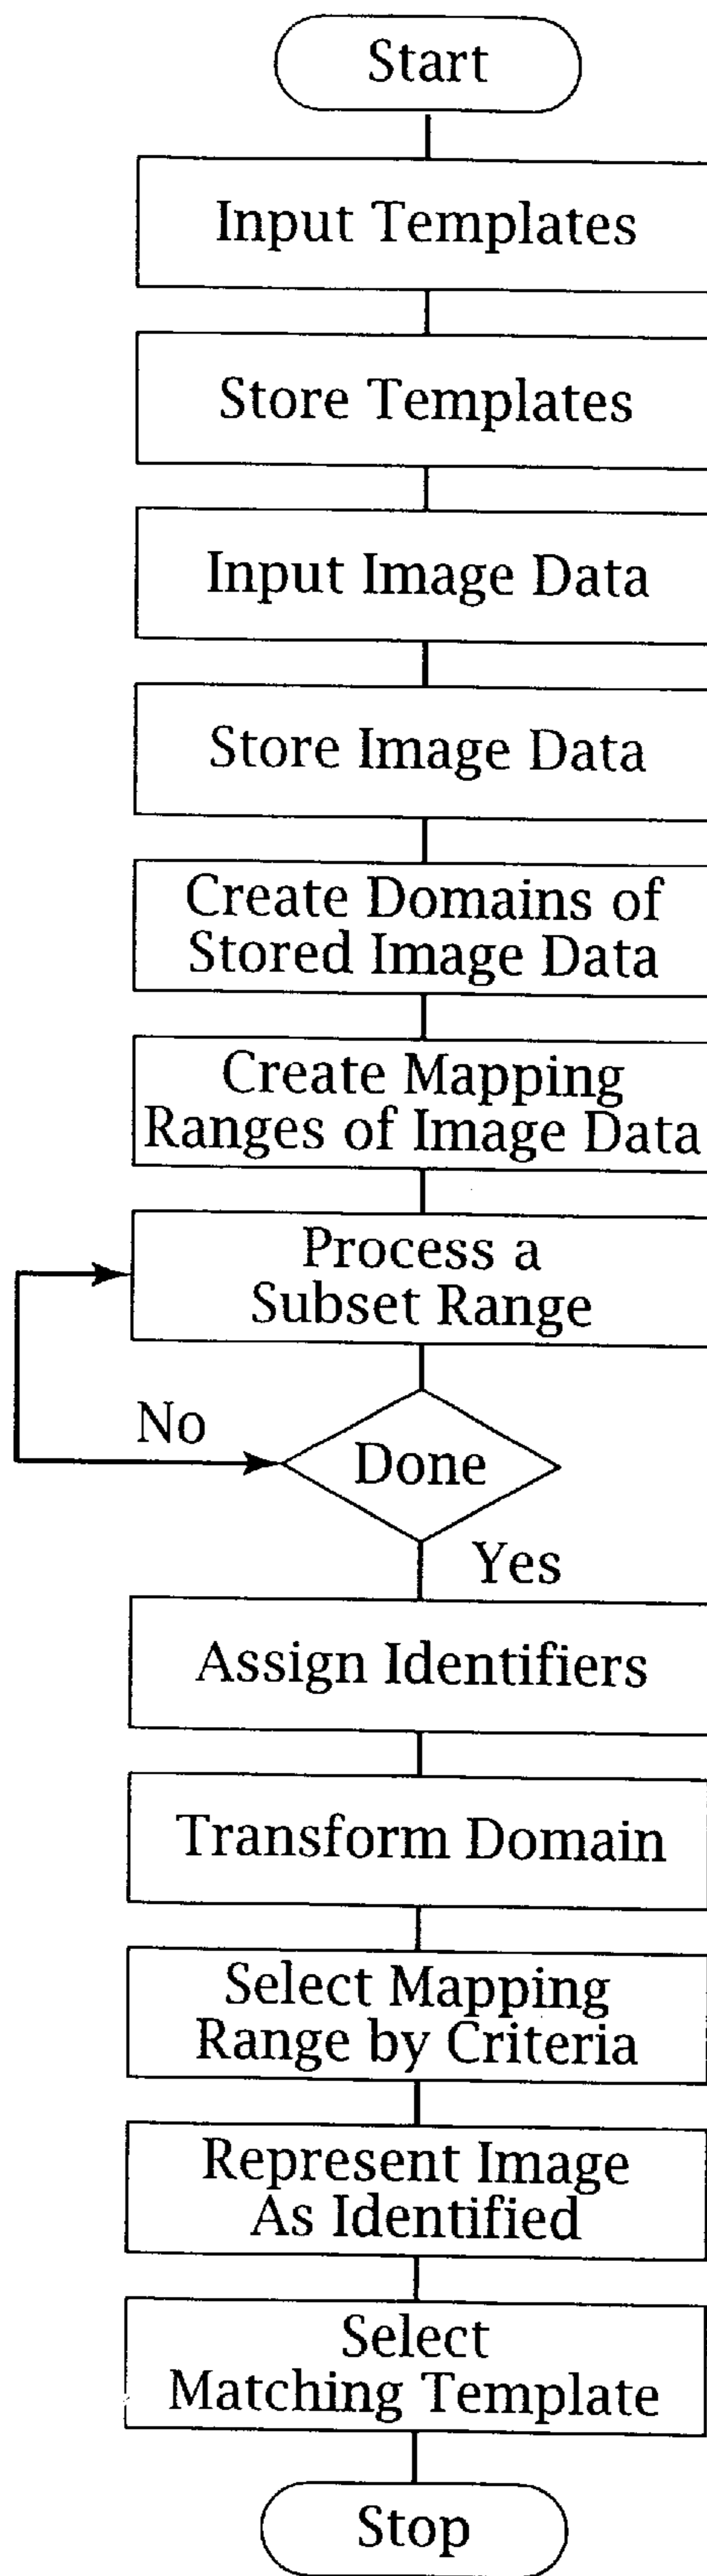 Start
Input Templates
Store Templates
Input Image Data
Store Image Data
Create Domains of
Stored Image Data
Create Mapping
Ranges of Image Data
Process a
Subset Range
No
Done
Yes
Assign Identifiers
Transform Domain
Select Mapping
Range by Criteria
Represent Image
As Identified
Select
Matching Template
Stop